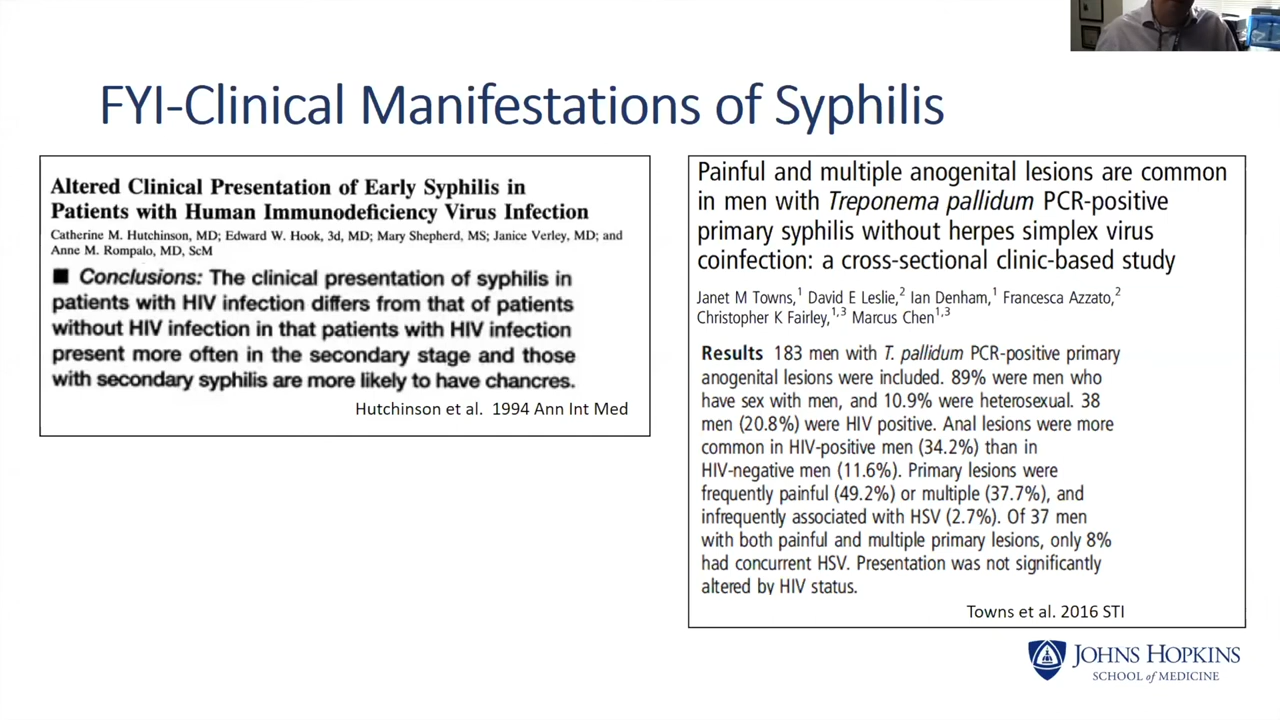 FYI-Clinical Manifestations of Syphilis
Altered Clinical Presentation of Early Syphilis in
Patients with Human Immunodeficiency Virus Infection
Catherine M. Hutchinson, MD; Edward W. Hook, 3d, MD; Mary Shepherd, MS; Janice Verley, MD; and
Anne M. Rompalo, MD, ScM
■ Conclusions: The clinical presentation of syphilis in
patients with HIV infection differs from that of patients
without HIV infection in that patients with HIV infection
present more often in the secondary stage and those
with secondary syphilis are more likely to have chancres.
Hutchinson et al. 1994 Ann Int Med
Painful and multiple anogenital lesions are common
in men with Treponema pallidum PCR-positive
primary syphilis without herpes simplex virus
coinfection: a cross-sectional clinic-based study
Janet M Towns,1 David E Leslie,2 Ian Denham,1 Francesca Azzato,2
Christopher K Fairley,1,3 Marcus Chen1,3
Results 183 men with T. pallidum PCR-positive primary
anogenital lesions were included. 89% were men who
have sex with men, and 10.9% were heterosexual. 38
men (20.8%) were HIV positive. Anal lesions were more
common in HIV-positive men (34.2%) than in
HIV-negative men (11.6%). Primary lesions were
frequently painful (49.2%) or multiple (37.7%), and
infrequently associated with HSV (2.7%). Of 37 men
with both painful and multiple primary lesions, only 8%
had concurrent HSV. Presentation was not significantly
altered by HIV status.
Towns et al. 2016 STI
JOHNS HOPKINS
SCHOOL of MEDICINE